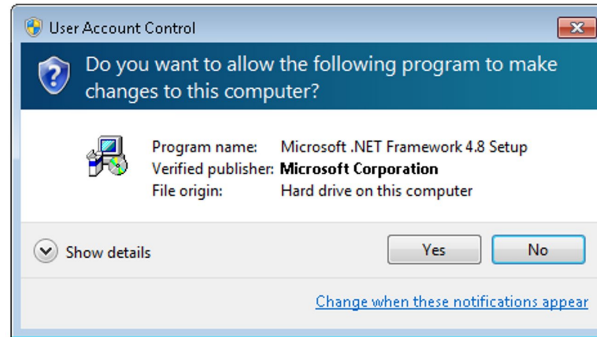 User Account Control
Do you want to allow the following program to make
changes to this computer?
Program name: Microsoft .NET Framework 4.8 Setup
Verified publisher: Microsoft Corporation
File origin: Hard drive on this computer
Show details
Yes
No
Change when these notifications appear